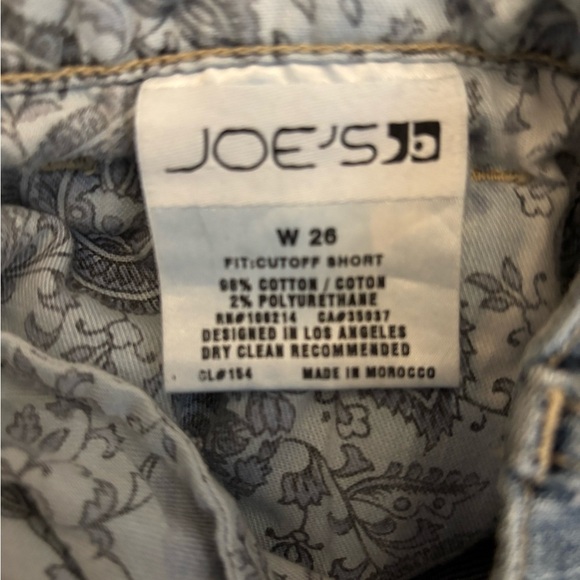 JOE'S
W 26
FIT:CUTOFF SHORT
98% COTTON / COTON
2% POLYURETHANE
RN#108214 CA#35037
DESIGNED IN LOS ANGELES
DRY CLEAN RECOMMENDED
CL#154 MADE IN MOROCCO